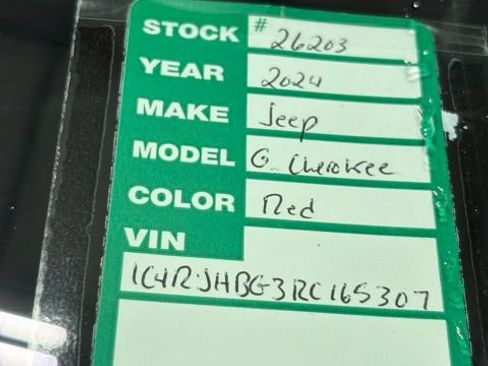 STOCK # 26203
YEAR 2024
MAKE Jeep
MODEL G. Cherokee
COLOR Red
VIN
1C4RJHBG3RC165307